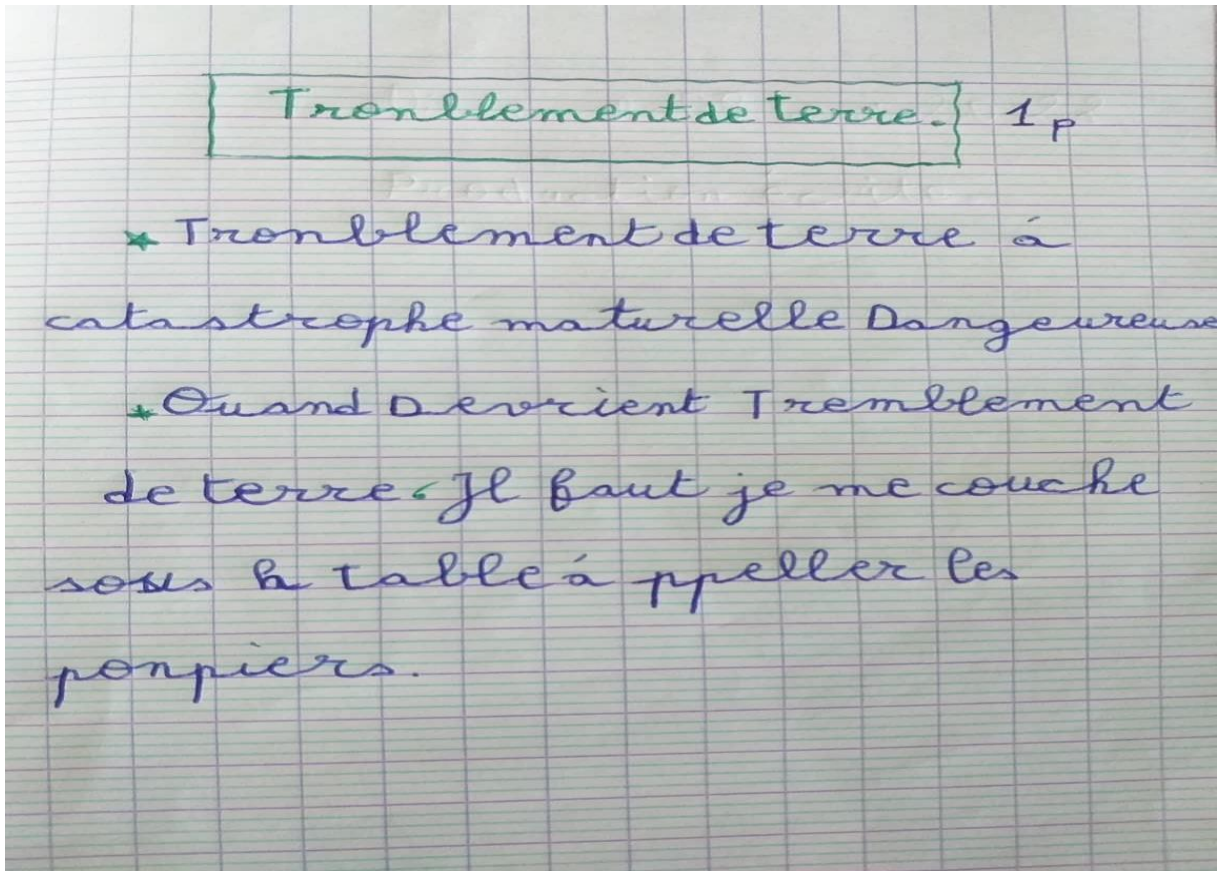 Tronblement de terre. 1p
* Tronblement de terre à
catastrophe maturelle Dangeureuse
* Quand Devrient Tremblement
de terre. Il faut je me couche
sous la table à ppeller les
ponpiers.